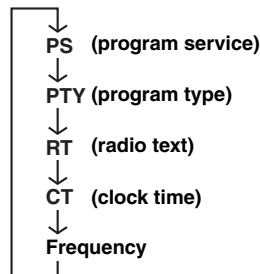 PS (program service)
PTY (program type)
RT (radio text)
CT (clock time)
Frequency